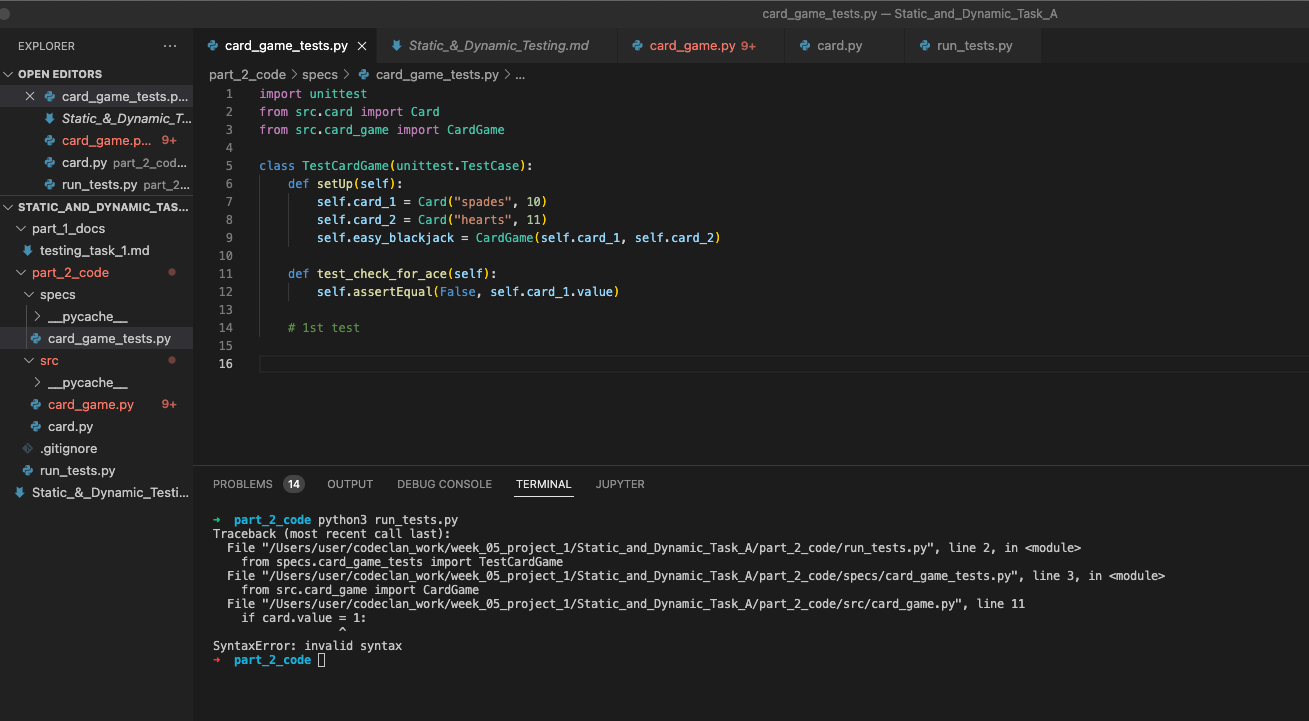 card_game_tests.py — Static_and_Dynamic_Task_A
EXPLORER ...
card_game_tests.py
Static_&_Dynamic_Testing.md
card_game.py 9+
card.py
run_tests.py
OPEN EDITORS
card_game_tests.p...
Static_&_Dynamic_T...
card_game.p... 9+
card.py part_2_cod...
run_tests.py part_2...
STATIC_AND_DYNAMIC_TAS...
part_1_docs
testing_task_1.md
part_2_code
specs
__pycache__
card_game_tests.py
src
__pycache__
card_game.py 9+
card.py
.gitignore
run_tests.py
Static_&_Dynamic_Testi...
part_2_code > specs > card_game_tests.py > ...
1 import unittest
2 from src.card import Card
3 from src.card_game import CardGame
4
5 class TestCardGame(unittest.TestCase):
6 def setUp(self):
7 self.card_1 = Card("spades", 10)
8 self.card_2 = Card("hearts", 11)
9 self.easy_blackjack = CardGame(self.card_1, self.card_2)
10
11 def test_check_for_ace(self):
12 self.assertEqual(False, self.card_1.value)
13
14 # 1st test
15
16
PROBLEMS 14 OUTPUT DEBUG CONSOLE TERMINAL JUPYTER
→ part_2_code python3 run_tests.py
Traceback (most recent call last):
File "/Users/user/codeclan_work/week_05_project_1/Static_and_Dynamic_Task_A/part_2_code/run_tests.py", line 2, in <module>
from specs.card_game_tests import TestCardGame
File "/Users/user/codeclan_work/week_05_project_1/Static_and_Dynamic_Task_A/part_2_code/specs/card_game_tests.py", line 3, in <module>
from src.card_game import CardGame
File "/Users/user/codeclan_work/week_05_project_1/Static_and_Dynamic_Task_A/part_2_code/src/card_game.py", line 11
if card.value = 1:
^
SyntaxError: invalid syntax
→ part_2_code